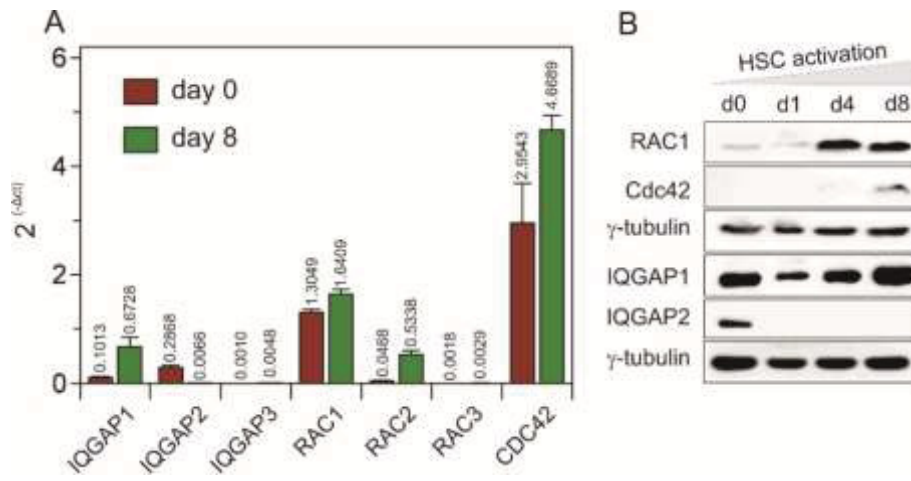 A
6
4
2
0
2^(-Δct)
day 0
day 8
0.1013
0.6728
0.2868
0.0066
0.0010
0.0048
1.3049
1.6409
0.0468
0.5338
0.0018
0.0029
2.9543
4.6689
IQGAP1
IQGAP2
IQGAP3
RAC1
RAC2
RAC3
CDC42
B
HSC activation
d0 d1 d4 d8
RAC1
Cdc42
γ-tubulin
IQGAP1
IQGAP2
γ-tubulin